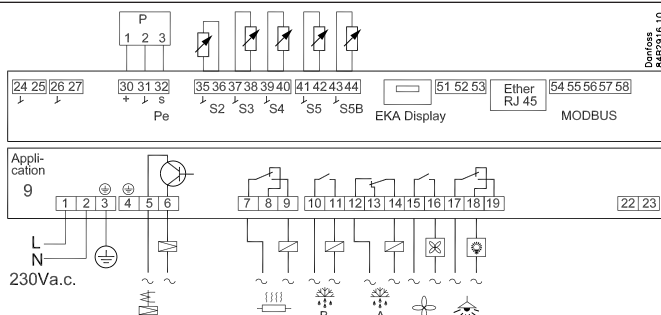 P
1 2 3
Danfoss
84B2916.10
24 25 26 27 30 31 32 35 36 37 38 39 40 41 42 43 44 51 52 53 Ether RJ 45 54 55 56 57 58
+ s S2 S3 S4 S5 S5B
Pe EKA Display MODBUS
Appli-
cation
9
1 2 3 4 5 6 7 8 9 10 11 12 13 14 15 16 17 18 19 22 23
L
N
230Va.c.
B A